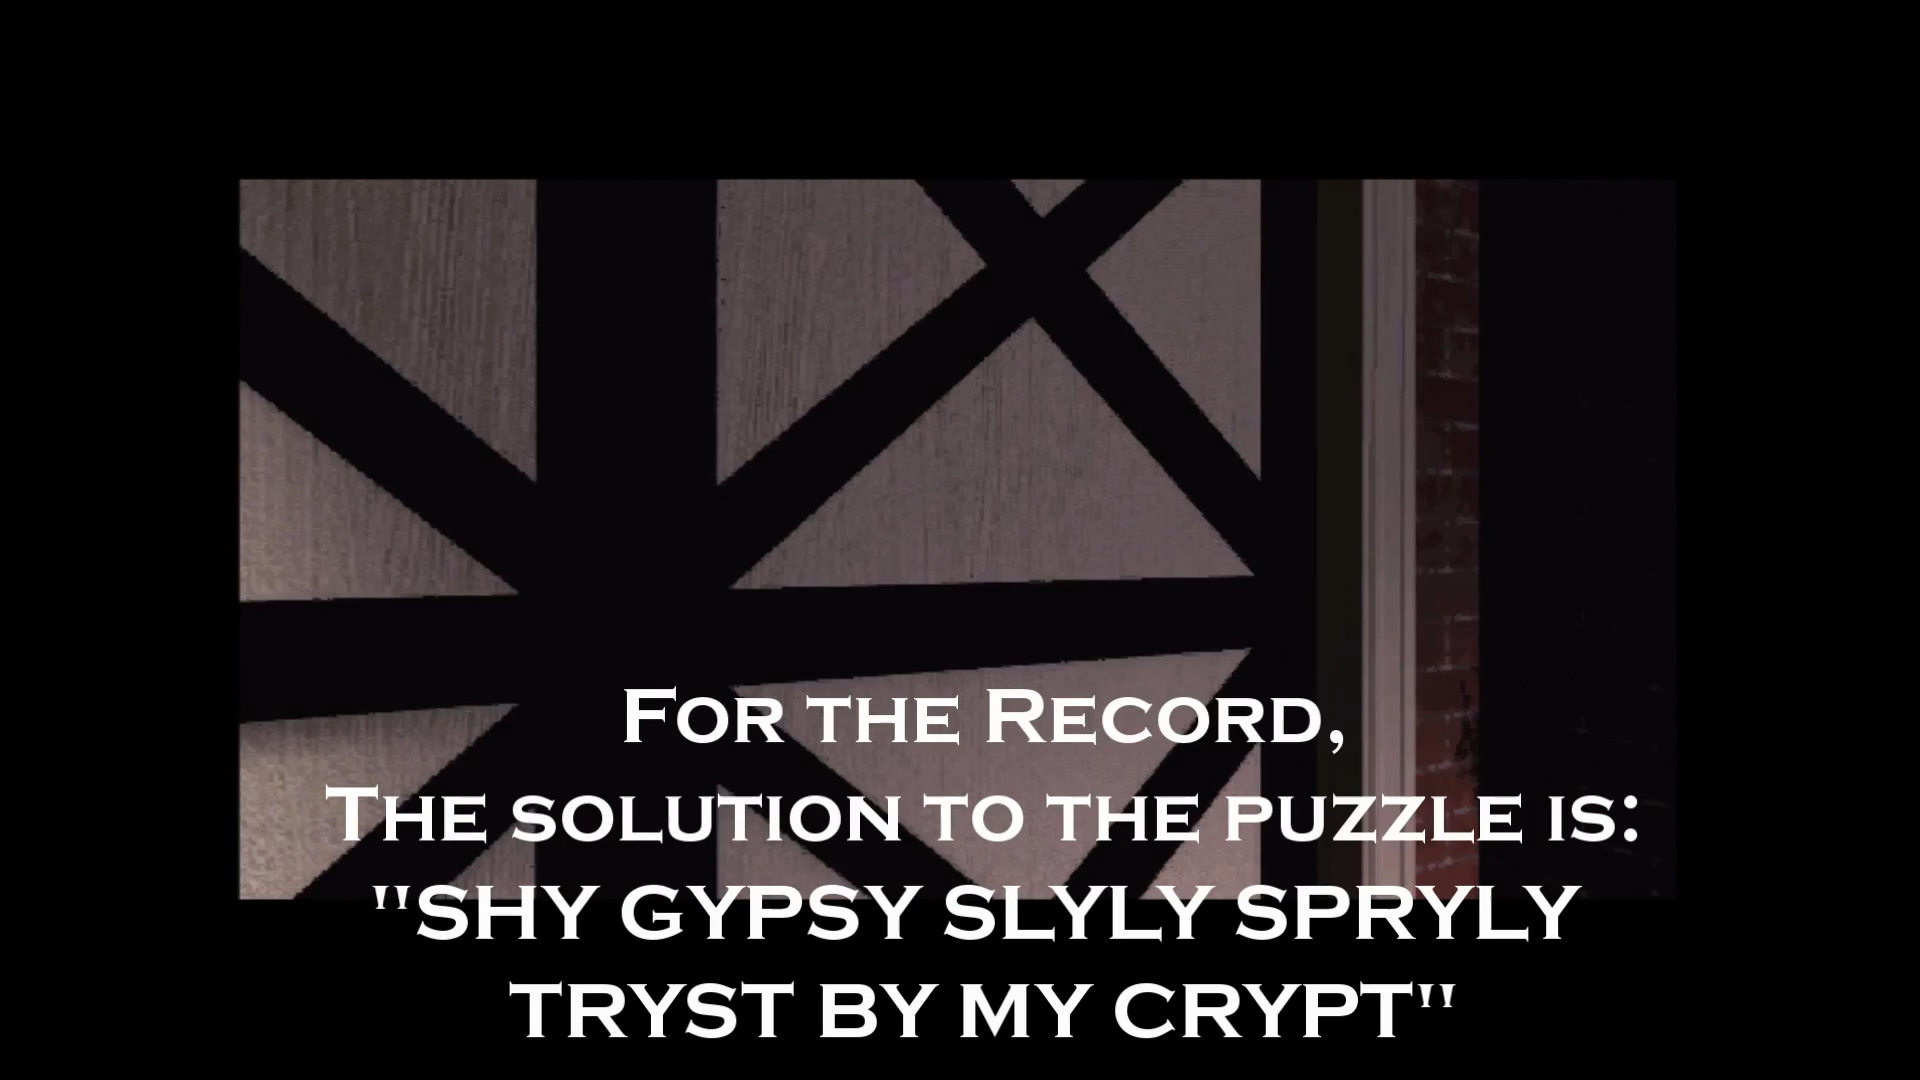 For the Record,
The solution to the puzzle is:
"SHY GYPSY SLYLY SPRYLY
TRYST BY MY CRYPT"